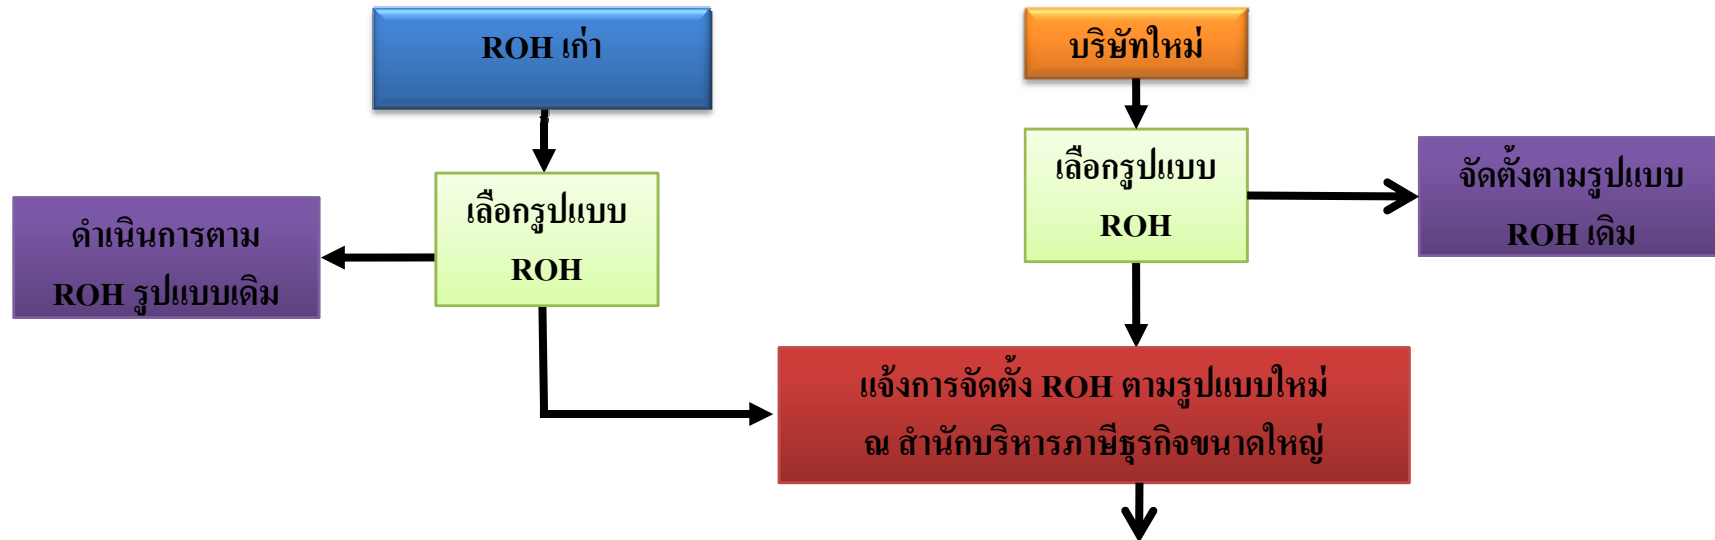 ROH เก่า
บริษัทใหม่
เลือกรูปแบบ
ROH
จัดตั้งตามรูปแบบ
ROH เดิม
เลือกรูปแบบ
ROH
ดำเนินการตาม
ROH รูปแบบเดิม
แจ้งการจัดตั้ง ROH ตามรูปแบบใหม่
ณ สำนักบริหารภาษีธุรกิจขนาดใหญ่